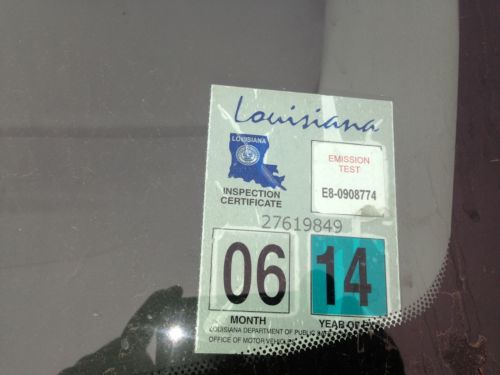 Louisiana
LOUISIANA
EMISSION
TEST
E8-0908774
INSPECTION
CERTIFICATE
27619849
06
14
MONTH
YEAR OF
LOUISIANA DEPARTMENT OF PUBLIC
OFFICE OF MOTOR VEHICLES